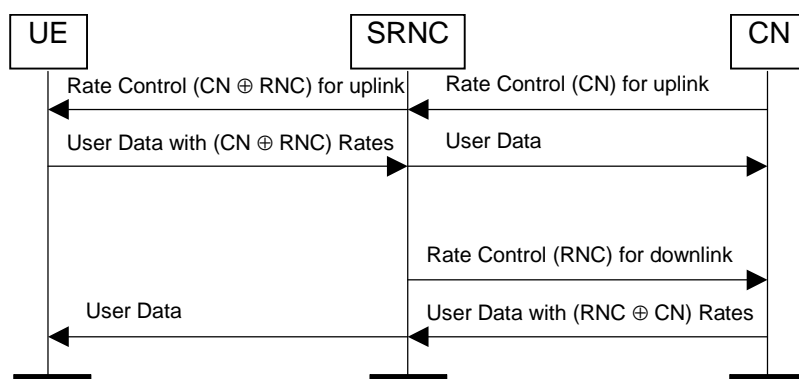 UE
SRNC
CN
Rate Control (CN ⊕ RNC) for uplink
Rate Control (CN) for uplink
User Data with (CN ⊕ RNC) Rates
User Data
Rate Control (RNC) for downlink
User Data
User Data with (RNC ⊕ CN) Rates